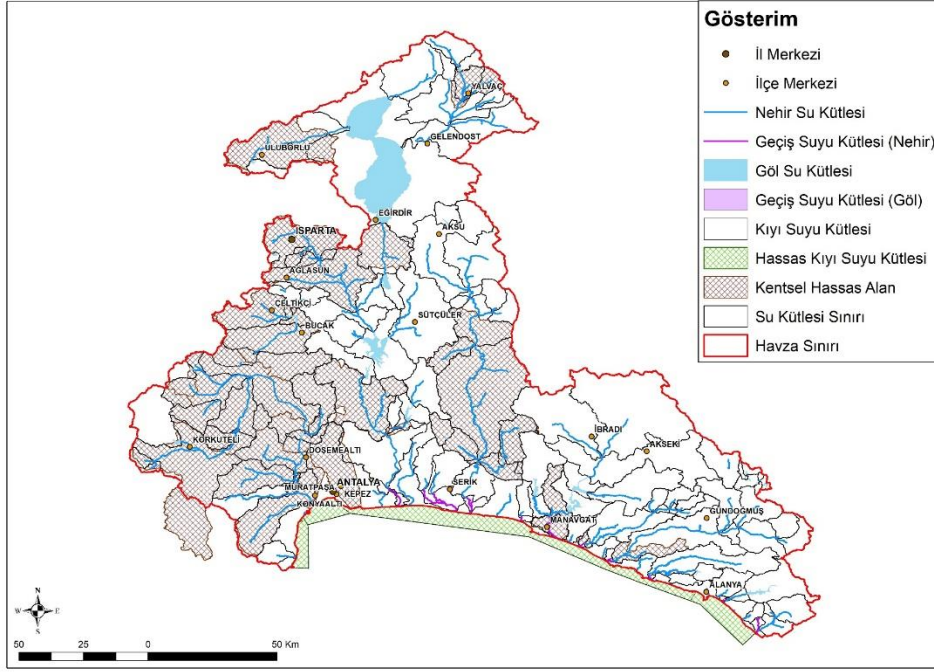 Gösterim
İl Merkezi
İlçe Merkezi
Nehir Su Kütlesi
Geçiş Suyu Kütlesi (Nehir)
Göl Su Kütlesi
Geçiş Suyu Kütlesi (Göl)
Kıyı Suyu Kütlesi
Hassas Kıyı Suyu Kütlesi
Kentsel Hassas Alan
Su Kütlesi Sınırı
Havza Sınırı
YALVAÇ
GELENDOST
ULUBORLU
EĞİRDİR
ISPARTA
AKSU
AĞLASUN
ÇELTİKÇİ
SÜTÇÜLER
BUCAK
İBRADI
KORKUTELİ
AKSEKİ
DÖŞEMEALTI
ANTALYA
MURATPAŞA
KEPEZ
SERİK
KONYAALTI
GÜNDOĞMUŞ
MANAVGAT
ALANYA
N
W E
S
50 25 0 50 Km